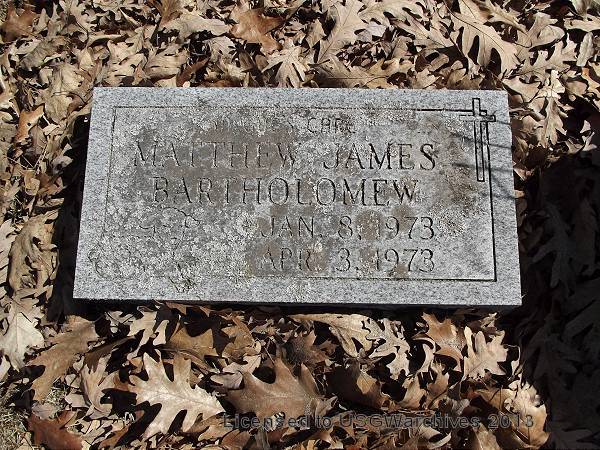 MATTHEW JAMES
BARTHOLOMEW
JAN. 8, 1973
APR. 3, 1973
Licensed to USGWarchives 2013